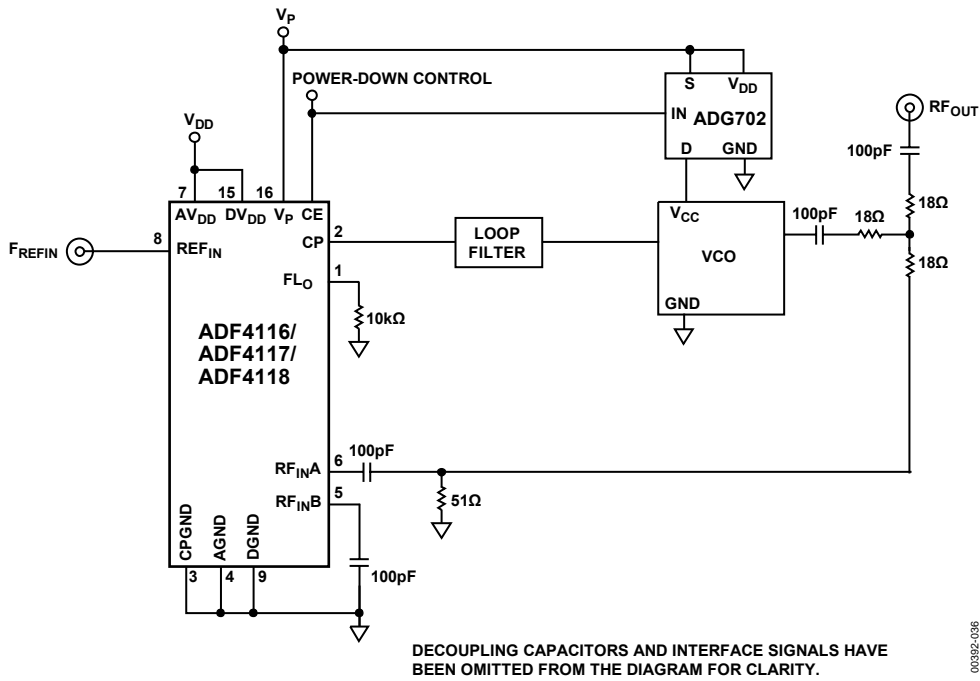 VP
POWER-DOWN CONTROL
S VDD
IN ADG702
D GND
RFOUT
100pF
18Ω
VDD
7 15 16
AVDD DVDD VP CE
FREFIN
8
REFIN
CP
2
LOOP
FILTER
VCC
VCO
GND
100pF
18Ω
18Ω
FLO
1
10kΩ
ADF4116/
ADF4117/
ADF4118
RFINA
6
100pF
51Ω
RFINB
5
100pF
CPGND
AGND
DGND
3 4 9
DECOUPLING CAPACITORS AND INTERFACE SIGNALS HAVE
BEEN OMITTED FROM THE DIAGRAM FOR CLARITY.
00392-036